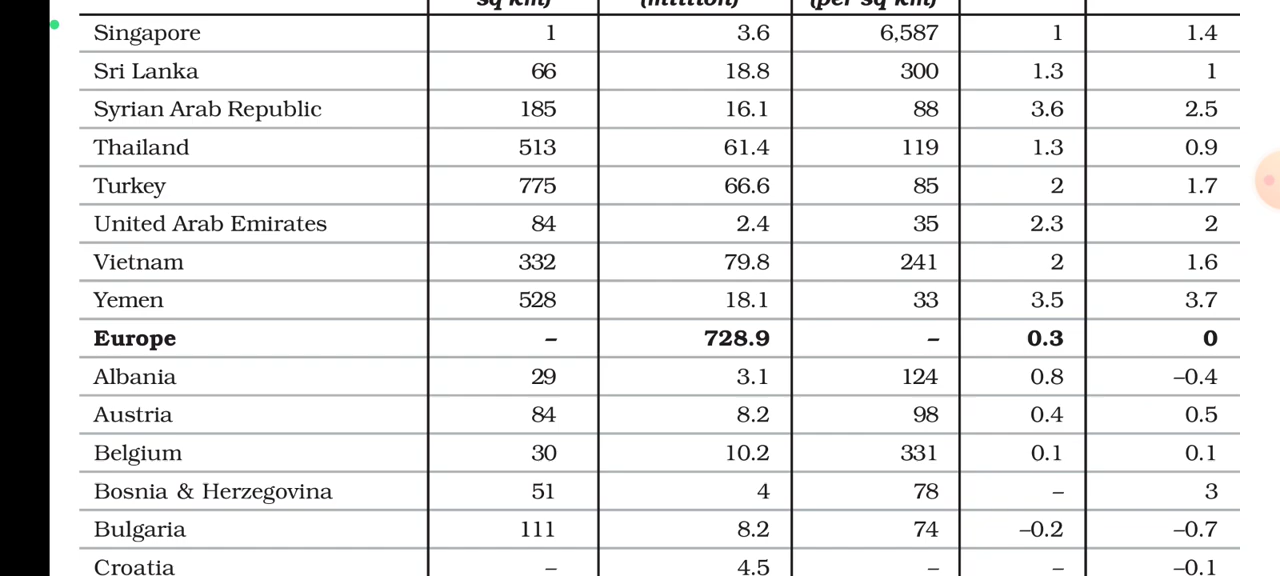 sq km) (million) (per sq km)
Singapore 1 3.6 6,587 1 1.4
Sri Lanka 66 18.8 300 1.3 1
Syrian Arab Republic 185 16.1 88 3.6 2.5
Thailand 513 61.4 119 1.3 0.9
Turkey 775 66.6 85 2 1.7
United Arab Emirates 84 2.4 35 2.3 2
Vietnam 332 79.8 241 2 1.6
Yemen 528 18.1 33 3.5 3.7
Europe – 728.9 – 0.3 0
Albania 29 3.1 124 0.8 –0.4
Austria 84 8.2 98 0.4 0.5
Belgium 30 10.2 331 0.1 0.1
Bosnia & Herzegovina 51 4 78 – 3
Bulgaria 111 8.2 74 –0.2 –0.7
Croatia – 4.5 – – –0.1